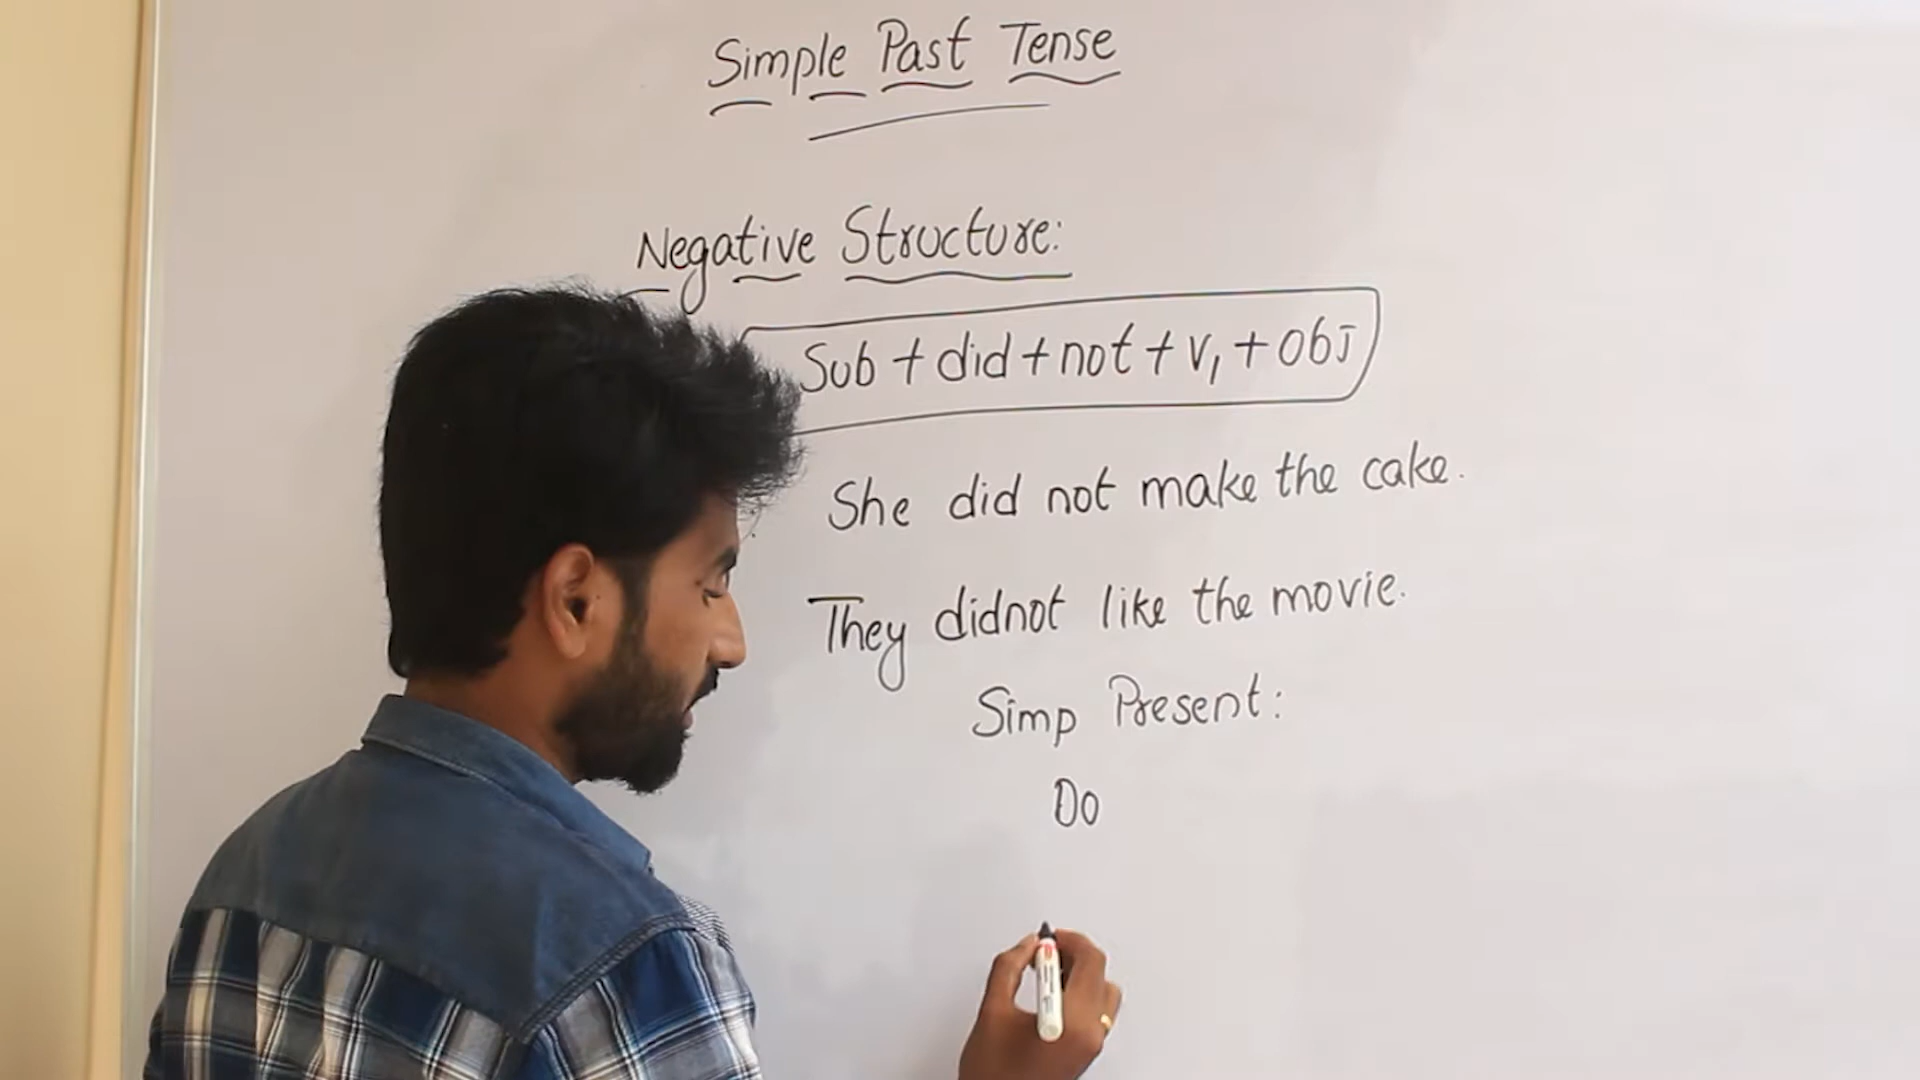 Simple Past Tense
Negative Structure:
Sub + did + not + V₁ + obj
She did not make the cake.
They didnot like the movie.
Simp Present:
Do